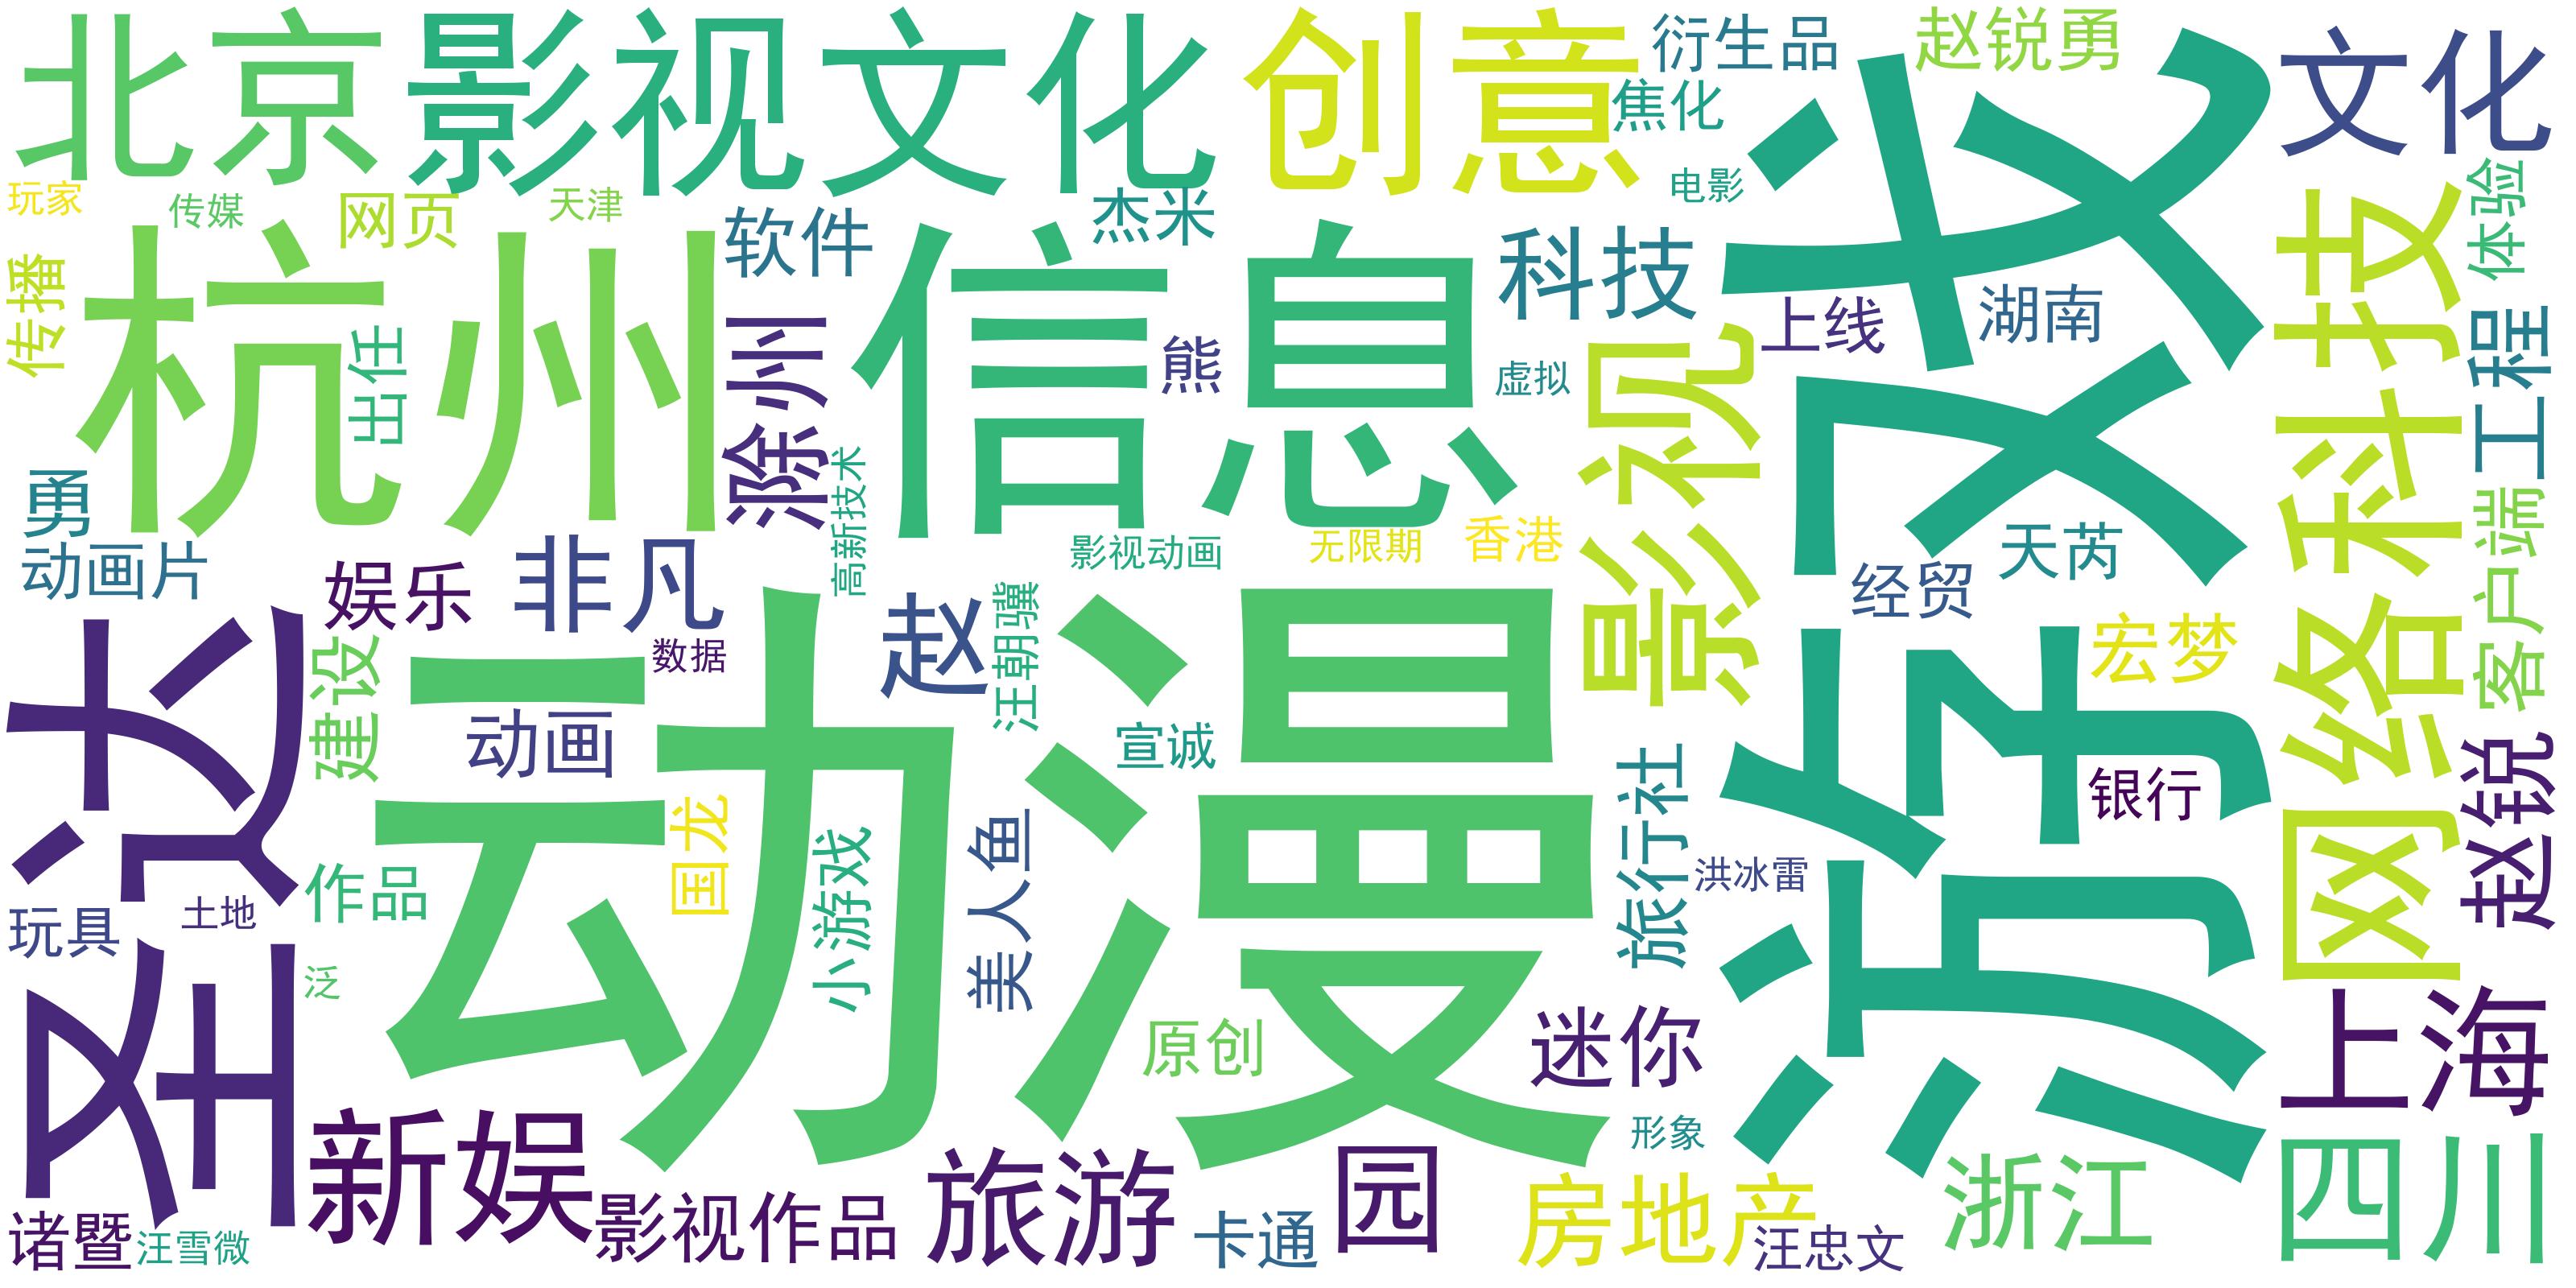 北京
影视文化
创意
衍生品
赵锐勇
文化
焦化
玩家
传媒
网页
天津
杰米
电影
体验
传播
杭州
出任
软件
滁州
信息
熊
科技
虚拟
影视
上线
湖南
游戏
网络科技
工程
勇
动画片
娱乐
非凡
高新技术
影视动画
无限期
香港
天芮
经贸
客户端
圣达
建设
数据
动漫
赵
汪朝骥
宏梦
动画
宣诚
旅行社
银行
赵锐
国龙
小游戏
美人鱼
洪冰雷
作品
玩具
土地
泛
原创
迷你
上海
新娱
形象
诸暨
汪雪微
影视作品
旅游
卡通
园
房地产
汪忠文
浙江
四川